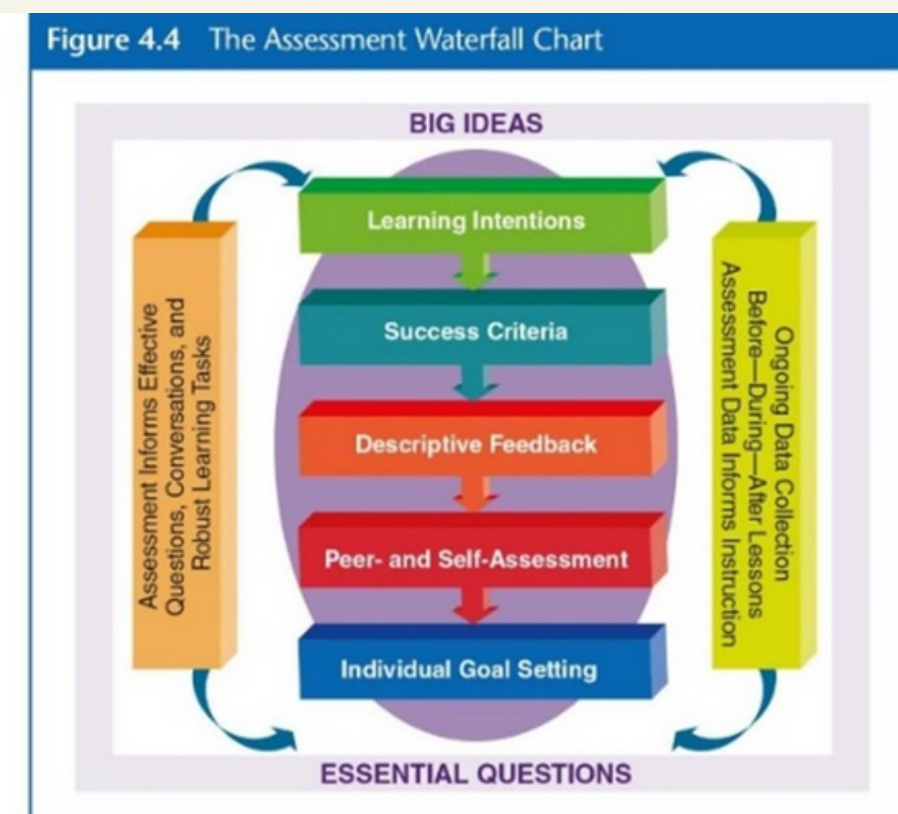 Figure 4.4 The Assessment Waterfall Chart
BIG IDEAS
Learning Intentions
Success Criteria
Descriptive Feedback
Peer- and Self-Assessment
Individual Goal Setting
Assessment Informs Effective
Questions, Conversations, and
Robust Learning Tasks
Ongoing Data Collection
Before—During—After Lessons
Assessment Data Informs Instruction
ESSENTIAL QUESTIONS